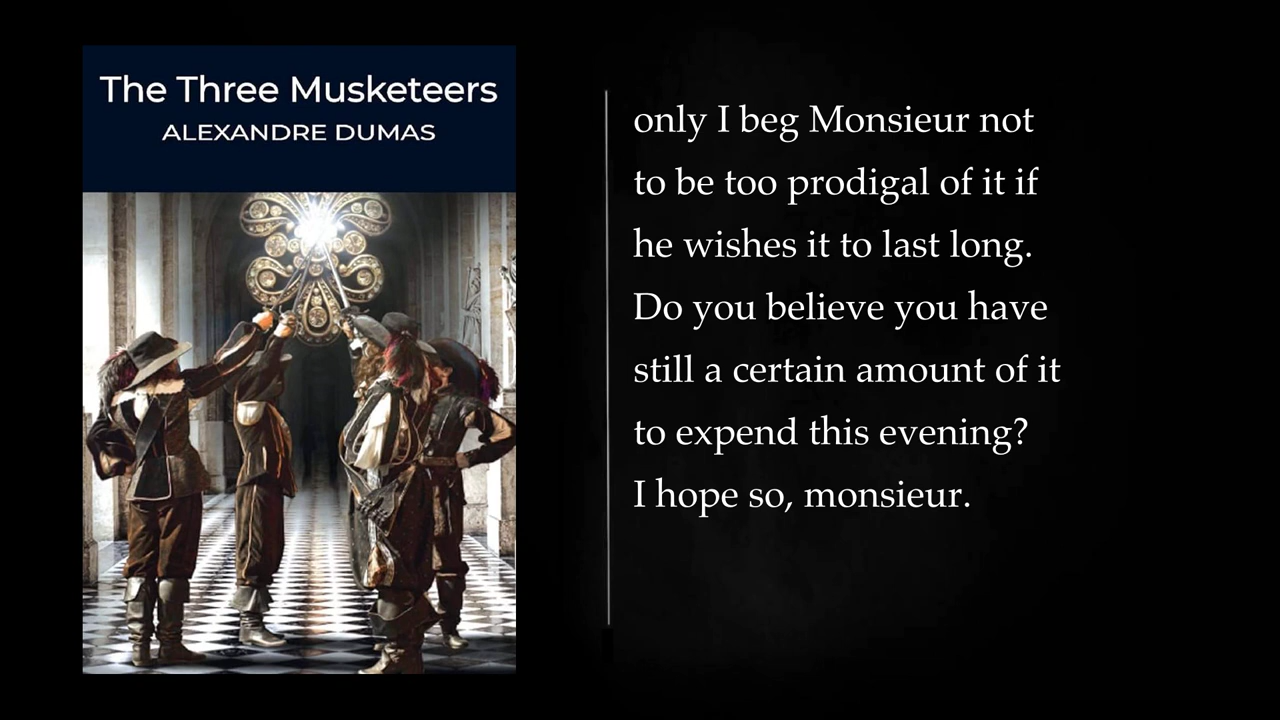 The Three Musketeers
ALEXANDRE DUMAS
only I beg Monsieur not
to be too prodigal of it if
he wishes it to last long.
Do you believe you have
still a certain amount of it
to expend this evening?
I hope so, monsieur.